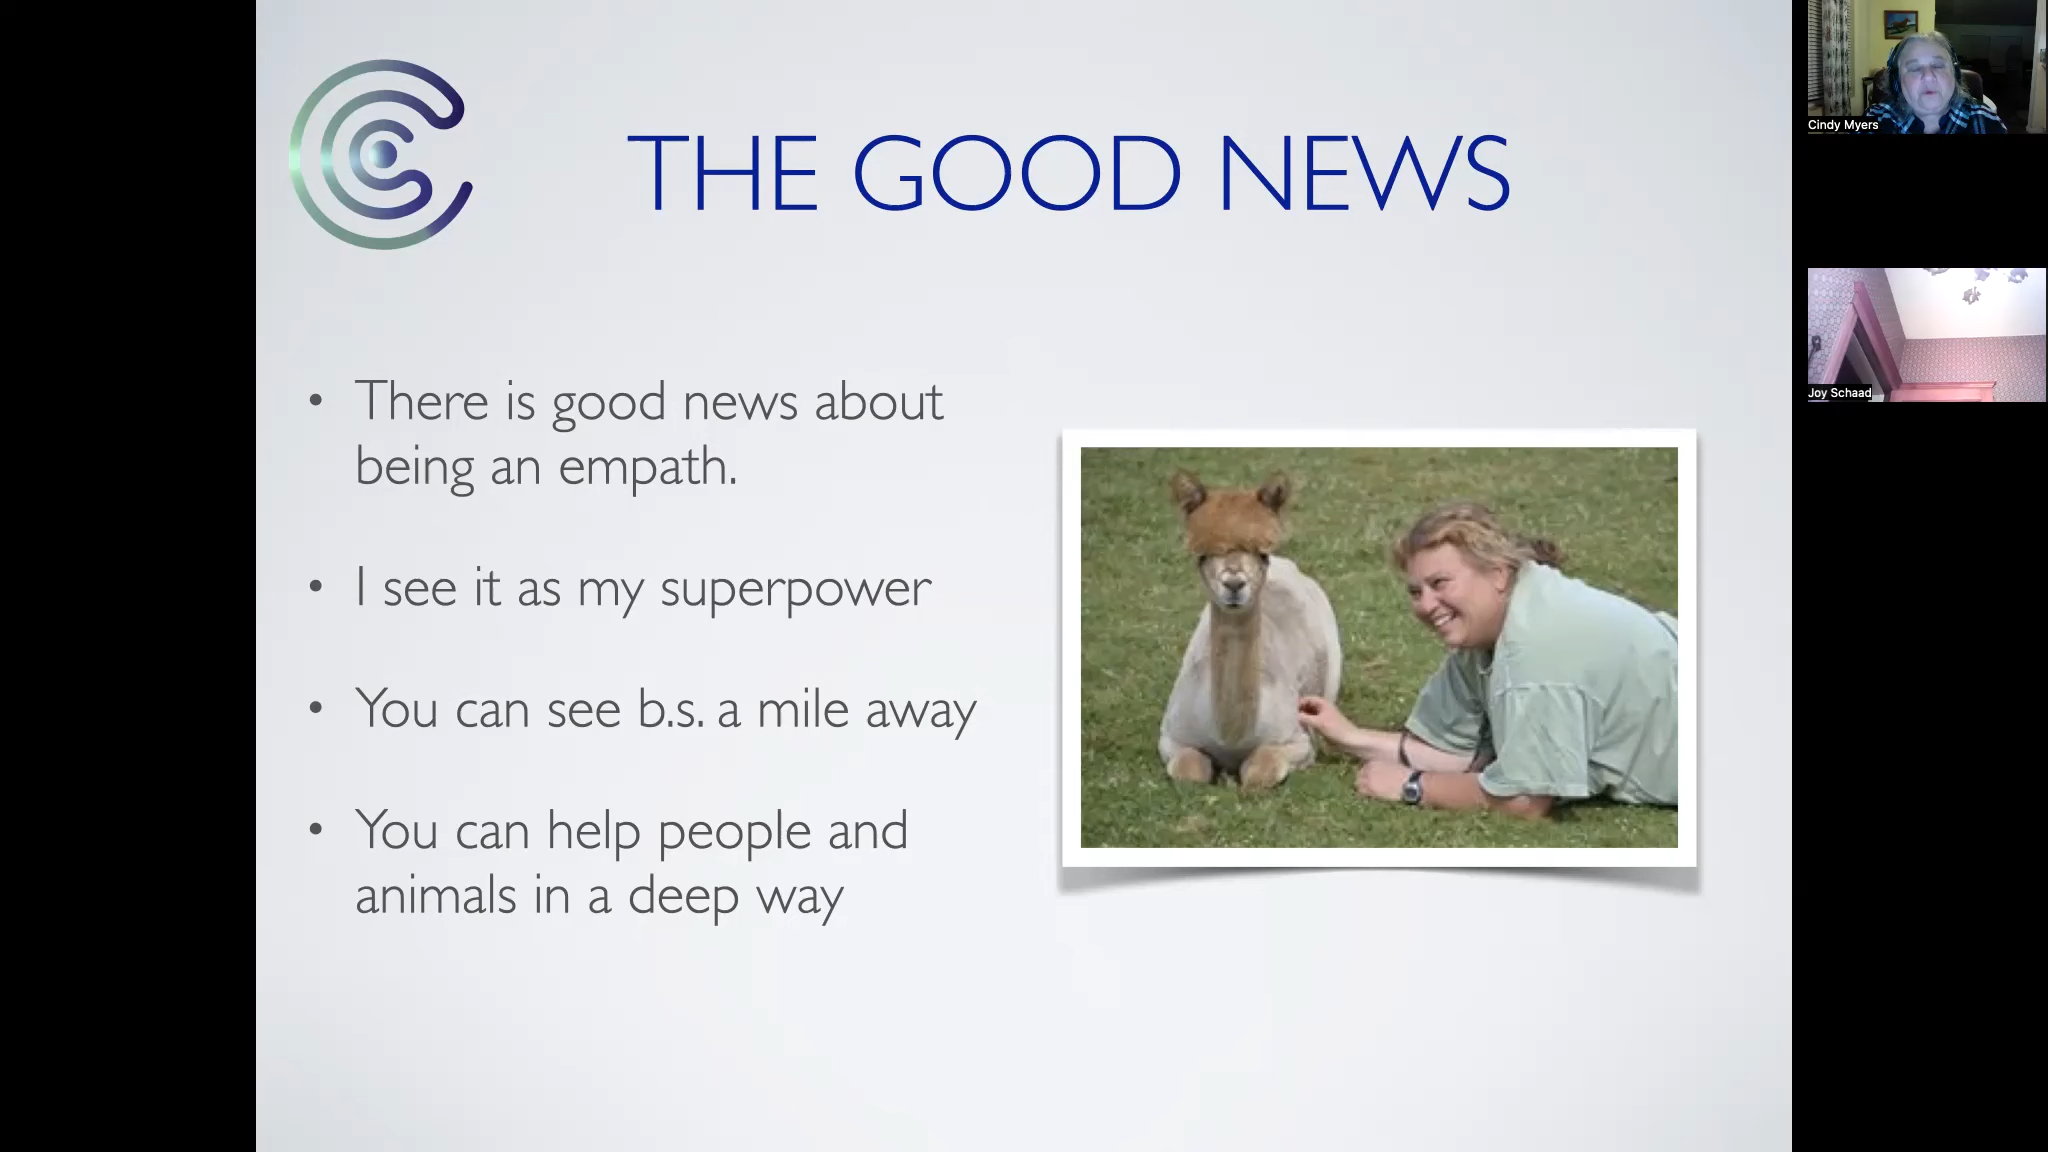 THE GOOD NEWS
• There is good news about
being an empath.
• I see it as my superpower
• You can see b.s. a mile away
• You can help people and
animals in a deep way
Cindy Myers
Joy Schaad